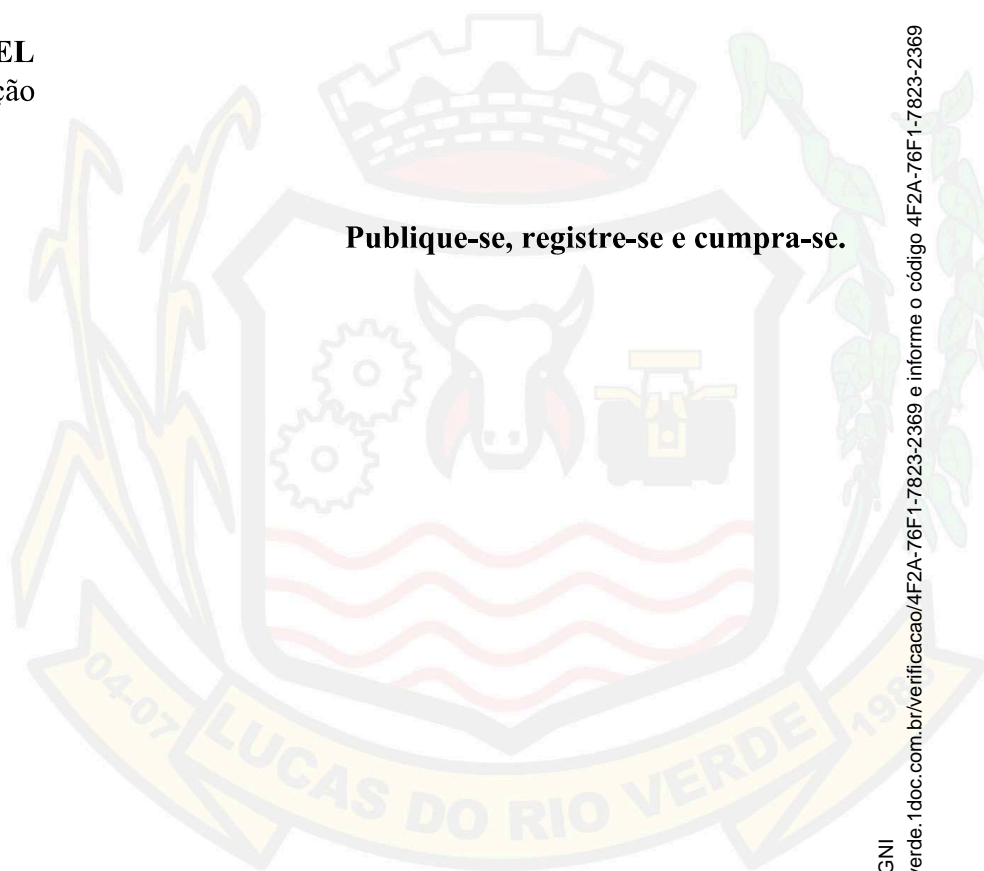 EL
ção
Publique-se, registre-se e cumpra-se.
04-07
LUCAS DO RIO VERDE
GNI
verde.1doc.com.br/verificacao/4F2A-76F1-7823-2369 e informe o código 4F2A-76F1-7823-2369